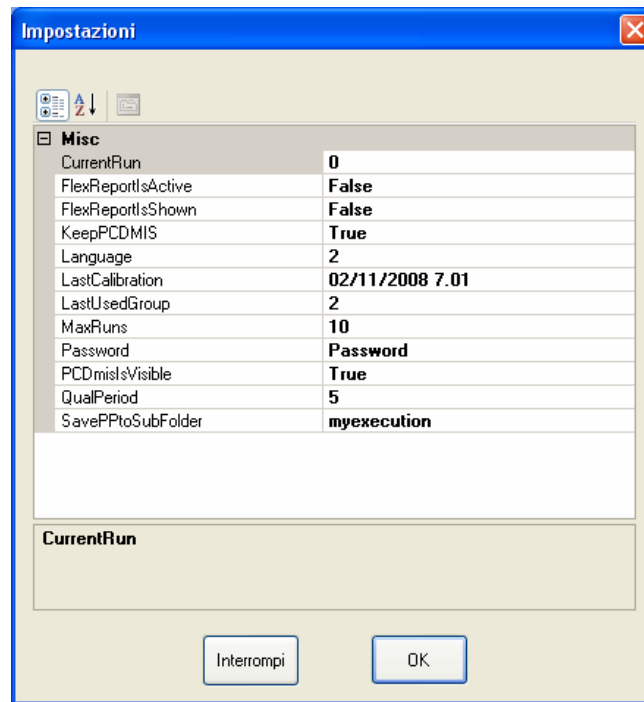 Impostazioni
Misc
CurrentRun 0
FlexReportIsActive False
FlexReportIsShown False
KeepPCDMIS True
Language 2
LastCalibration 02/11/2008 7.01
LastUsedGroup 2
MaxRuns 10
Password Password
PCDmisIsVisible True
QualPeriod 5
SavePPtoSubFolder myexecution
CurrentRun
Interrompi OK